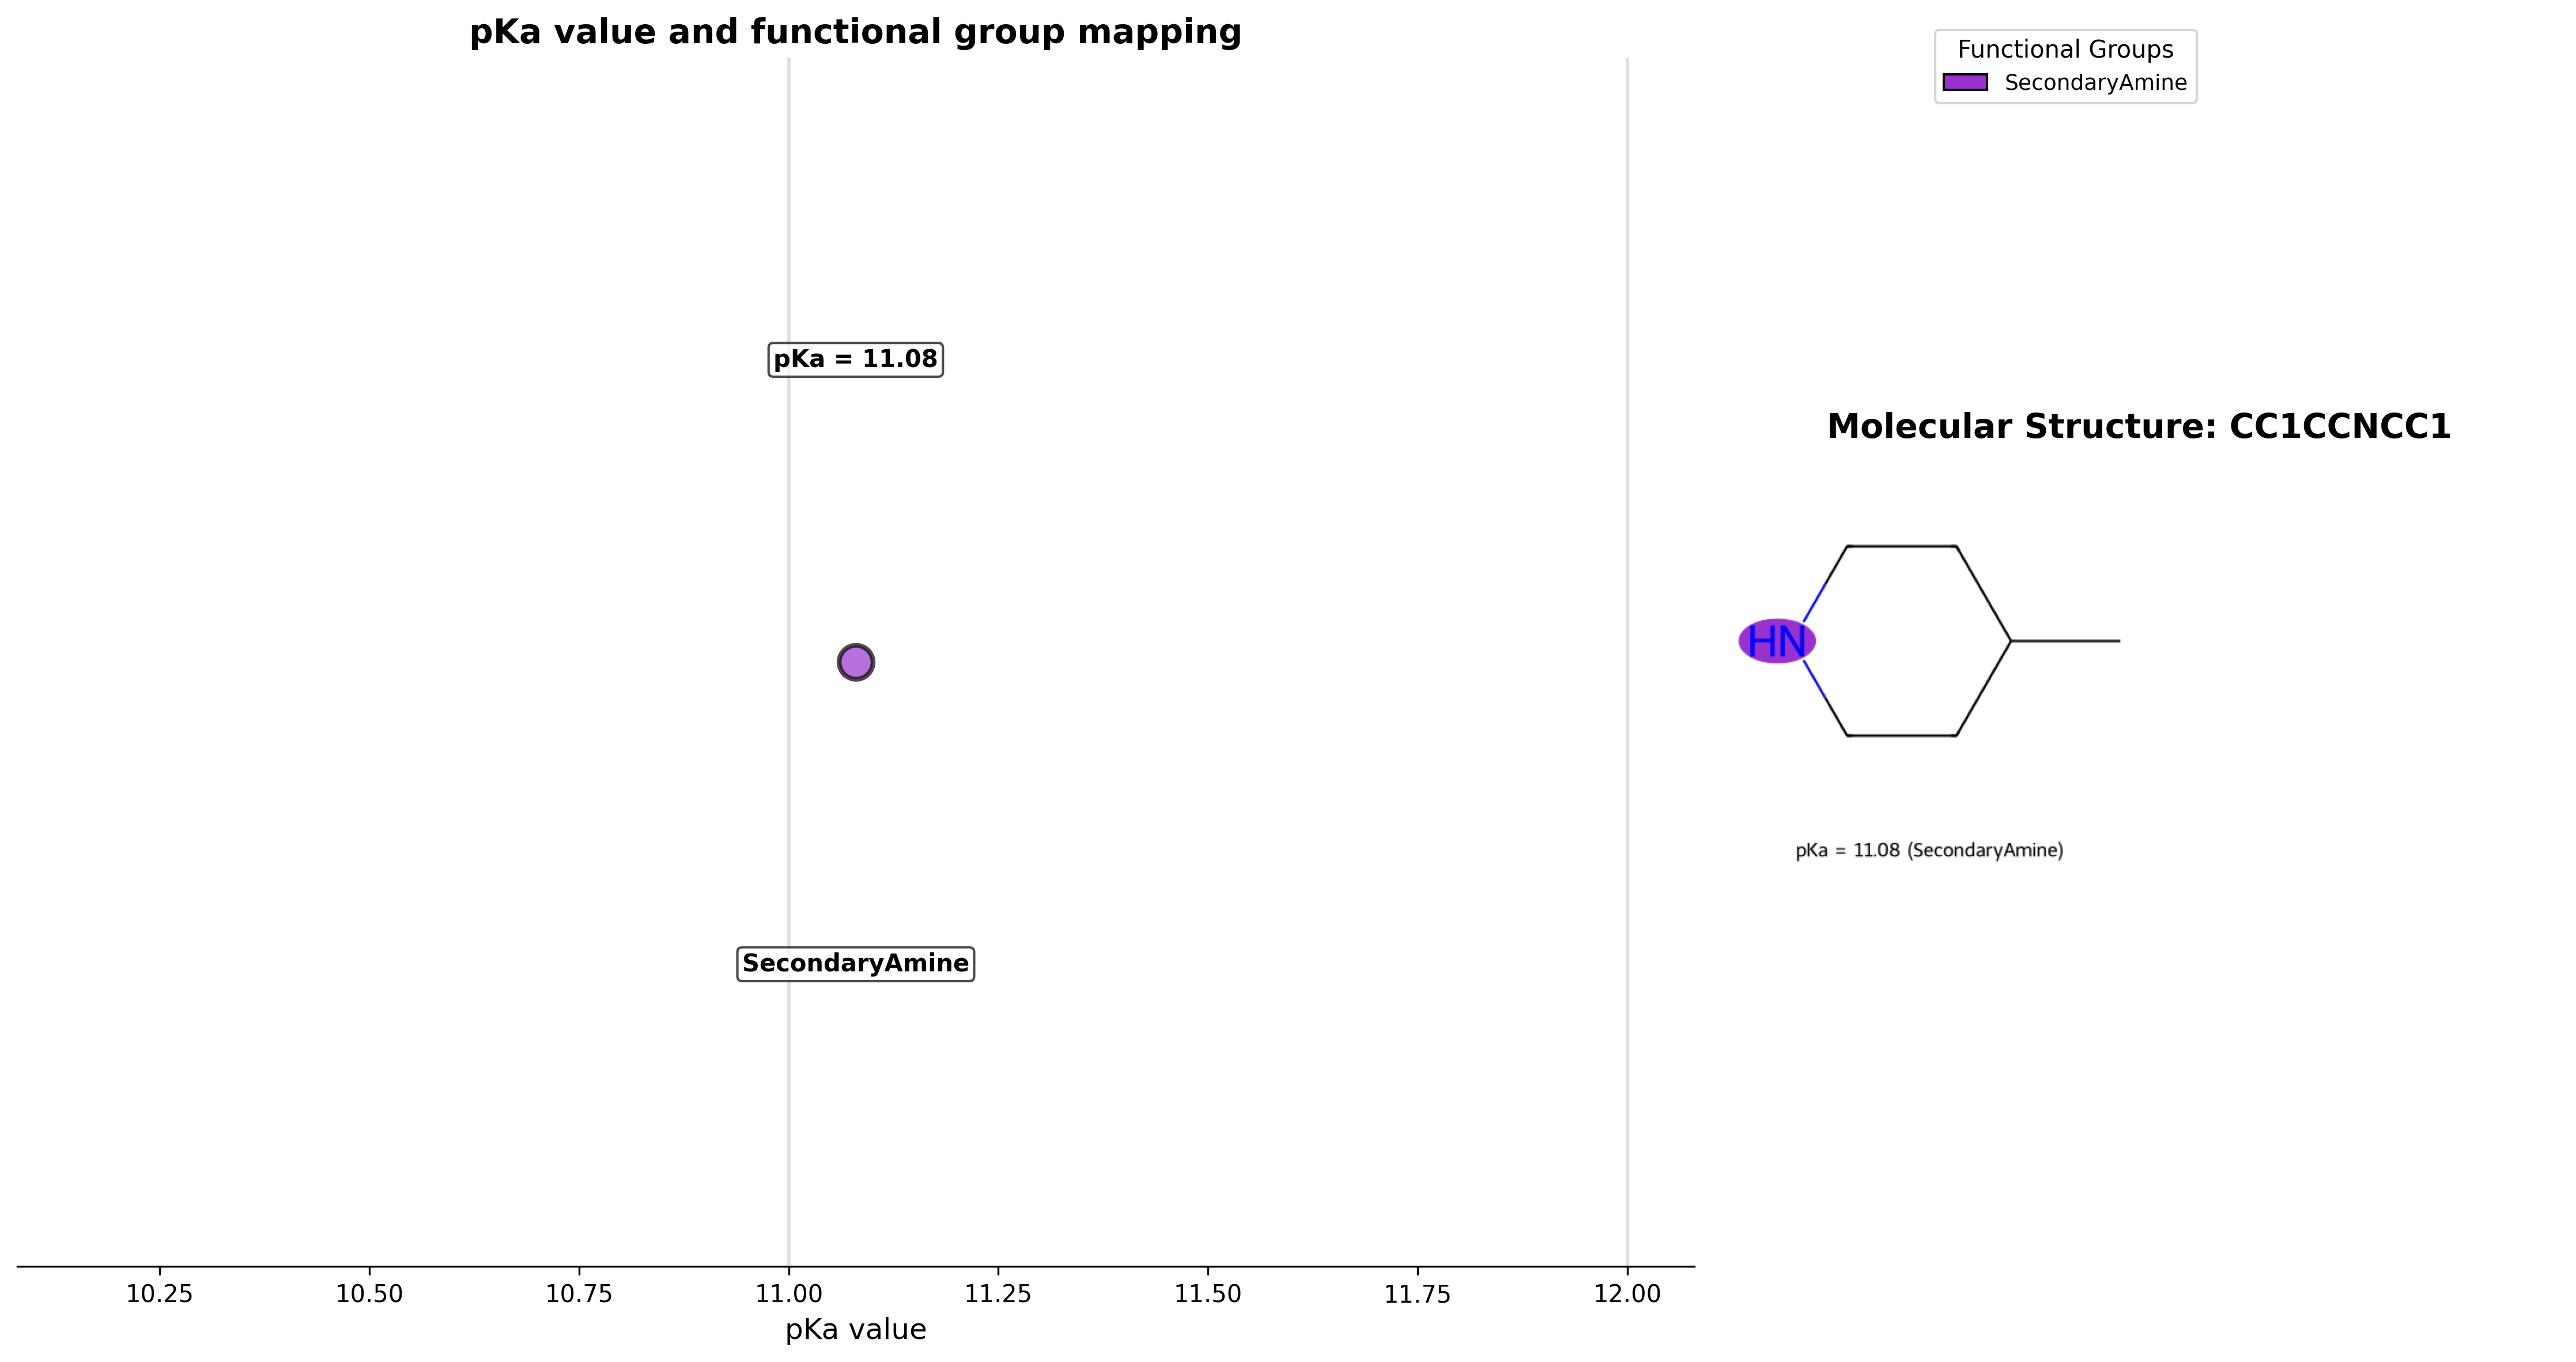 pKa value and functional group mapping
Functional Groups
SecondaryAmine
pKa = 11.08
Molecular Structure: CC1CCNCC1
HN
pKa = 11.08 (SecondaryAmine)
SecondaryAmine
10.25 10.50 10.75 11.00 11.25 11.50 11.75 12.00
pKa value